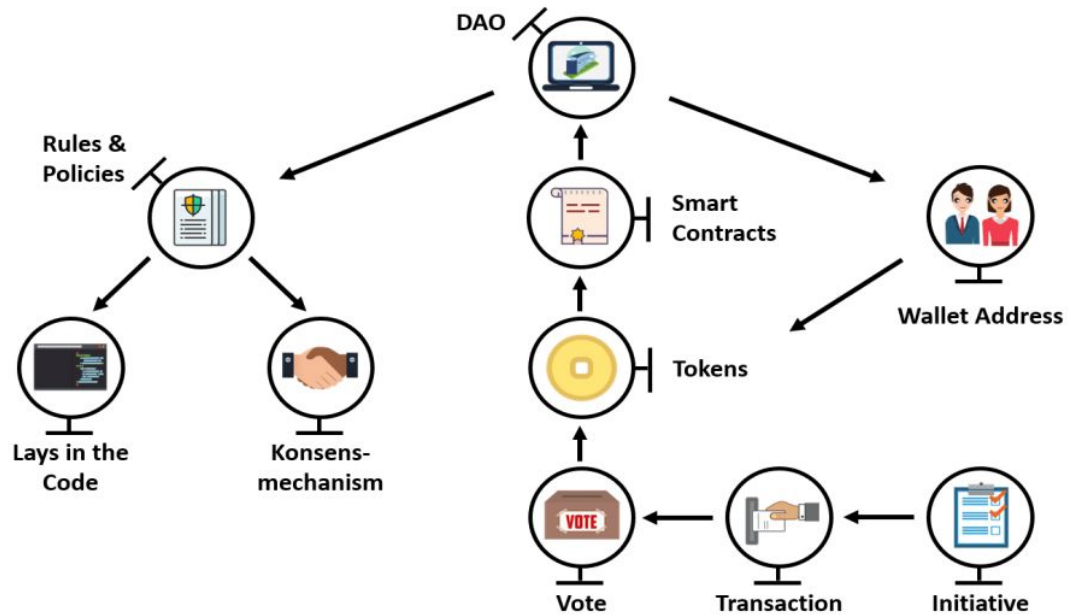 DAO
Rules &
Policies
Smart
Contracts
Wallet Address
Tokens
Lays in the
Code
Konsens-
mechanism
VOTE
Vote
Transaction
Initiative